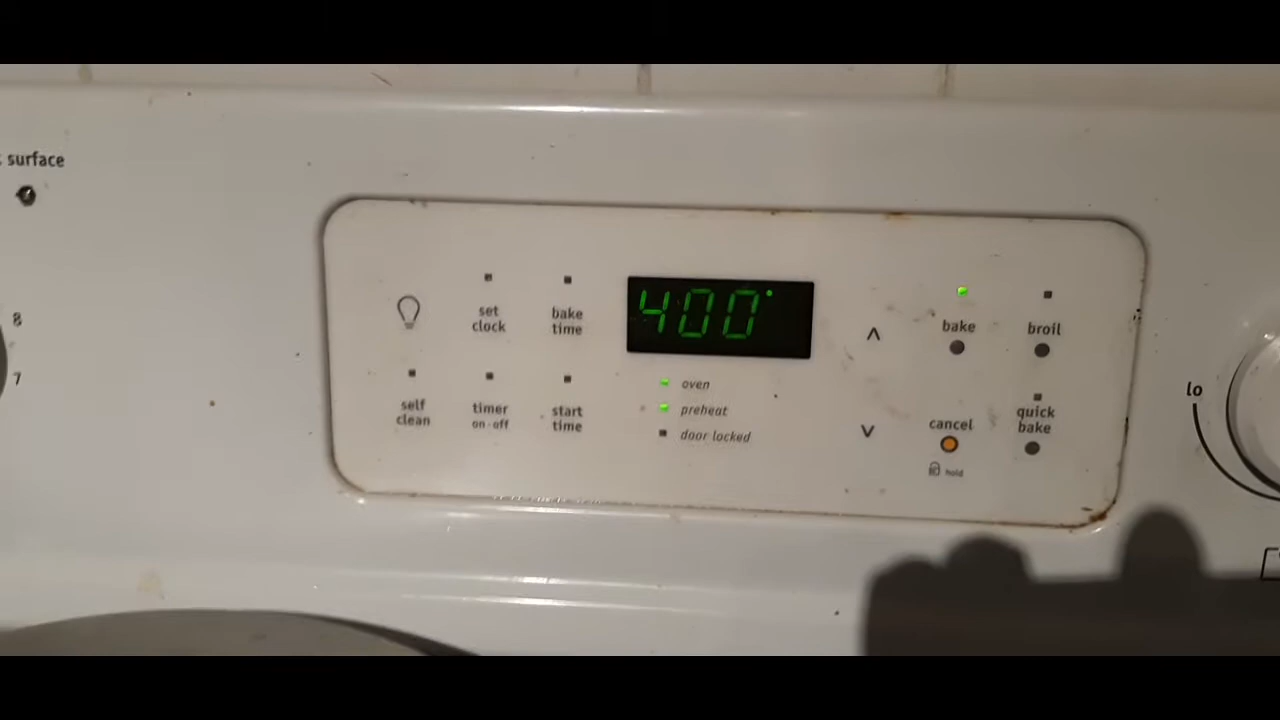 surface
8
7
set
clock
bake
time
400°
bake
broil
oven
preheat
door locked
self
clean
timer
on·off
start
time
cancel
hold
quick
bake
lo